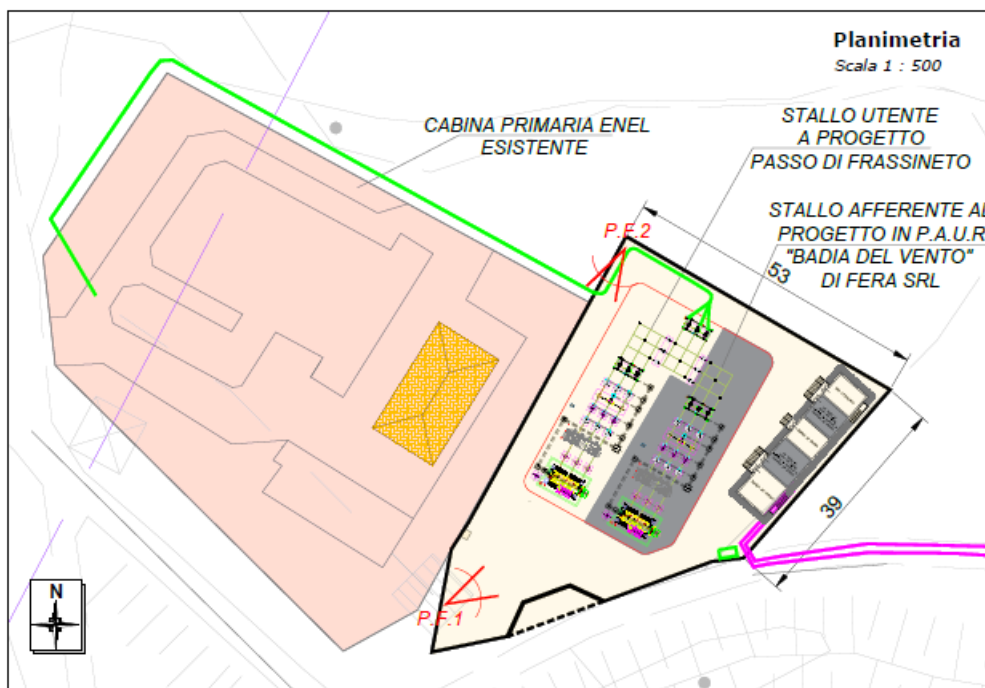 Planimetria
Scala 1 : 500
CABINA PRIMARIA ENEL
ESISTENTE
STALLO UTENTE
A PROGETTO
PASSO DI FRASSINETO
STALLO AFFERENTE AL
PROGETTO IN P.A.U.R
"BADIA DEL VENTO"
DI FERA SRL
P.F.2
53
39
P.F.1
N